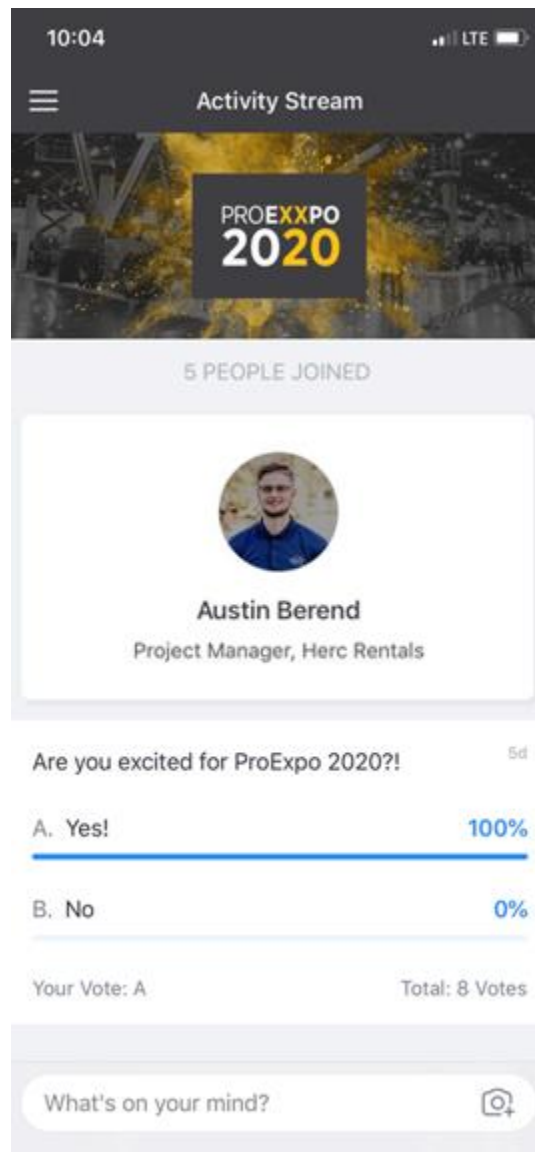 10:04
LTE
Activity Stream
PROEXXPO
2020
5 PEOPLE JOINED
Austin Berend
Project Manager, Herc Rentals
Are you excited for ProExpo 2020?!
5d
A. Yes!
100%
B. No
0%
Your Vote: A
Total: 8 Votes
What's on your mind?